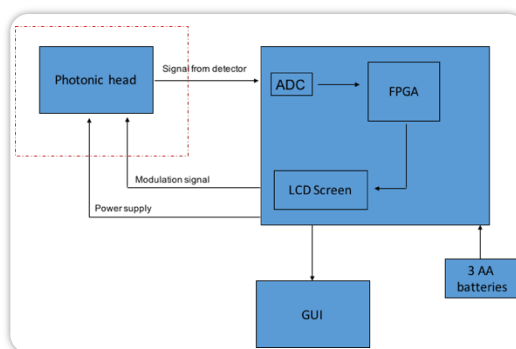 Photonic head
Signal from detector
ADC
FPGA
Modulation signal
LCD Screen
Power supply
3 AA
batteries
GUI